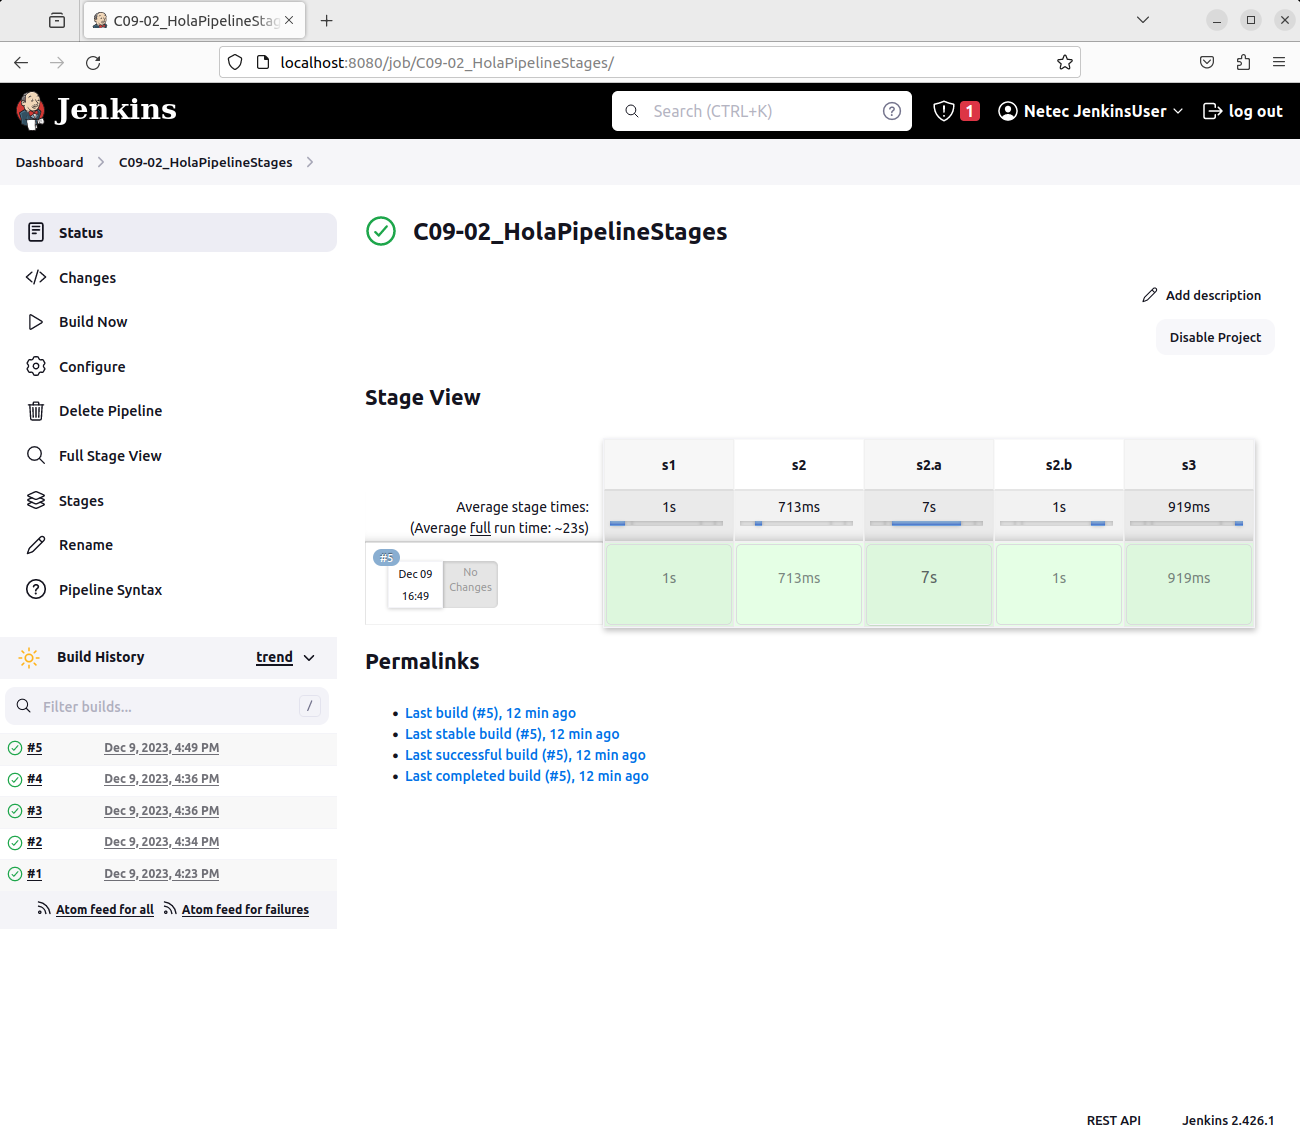 C09-02_HolaPipelineStag
localhost:8080/job/C09-02_HolaPipelineStages/
Jenkins
Search (CTRL+K)
?
1
Netec JenkinsUser
log out
Dashboard
C09-02_HolaPipelineStages
Status
Changes
Build Now
Configure
Delete Pipeline
Full Stage View
Stages
Rename
Pipeline Syntax
Build History
trend
Filter builds...
/
#5 Dec 9, 2023, 4:49 PM
#4 Dec 9, 2023, 4:36 PM
#3 Dec 9, 2023, 4:36 PM
#2 Dec 9, 2023, 4:34 PM
#1 Dec 9, 2023, 4:23 PM
Atom feed for all Atom feed for failures
C09-02_HolaPipelineStages
Add description
Disable Project
Stage View
s1 s2 s2.a s2.b s3
Average stage times: 1s 713ms 7s 1s 919ms
(Average full run time: ~23s)
#5
Dec 09
16:49
No
Changes
1s 713ms 7s 1s 919ms
Permalinks
Last build (#5), 12 min ago
Last stable build (#5), 12 min ago
Last successful build (#5), 12 min ago
Last completed build (#5), 12 min ago
REST API Jenkins 2.426.1